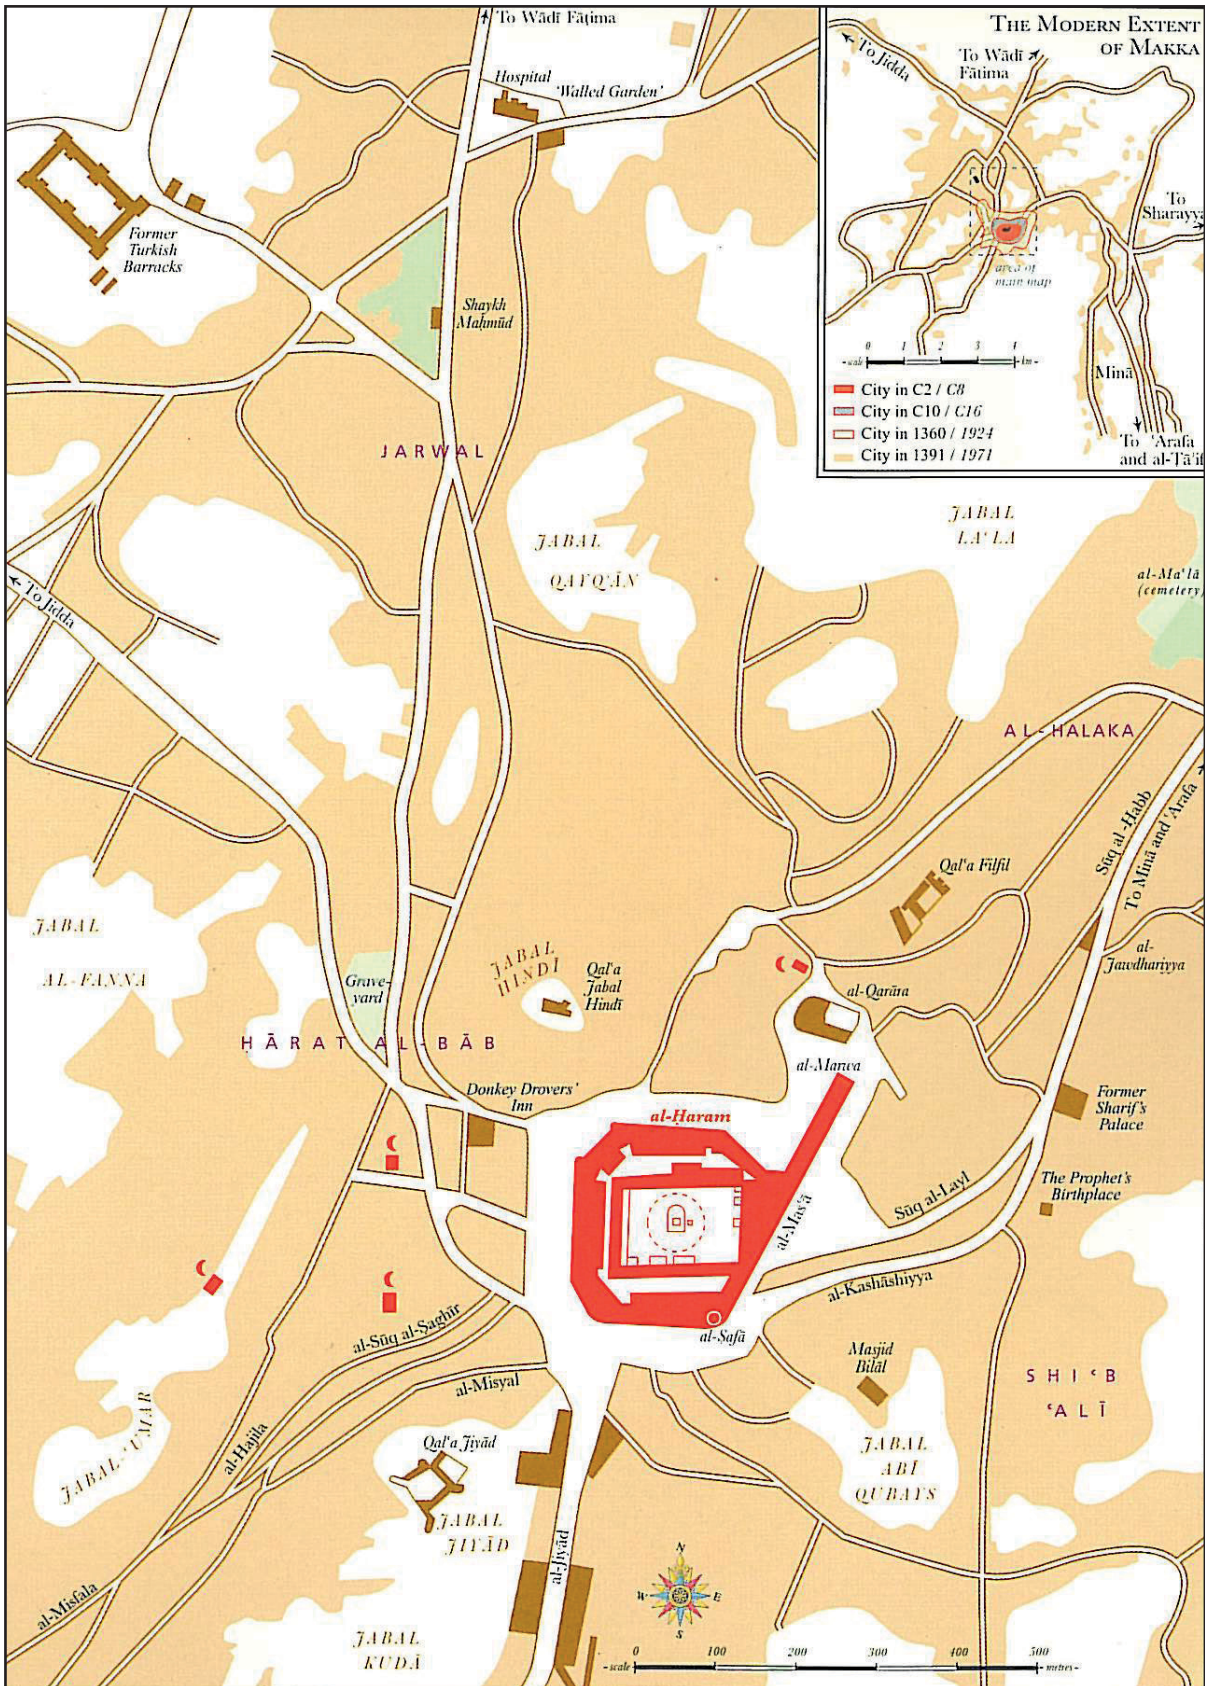 To Wādī Fāṭima
Hospital
'Walled Garden'
Former
Turkish
Barracks
Shaykh
Maḥmūd
JARWAL
THE MODERN EXTENT
OF MAKKA
To Jidda
To Wādī
Fāṭima
To
Sharayya
area of
main map
0 1 2 3 4
- scale
km -
Minā
City in C2 / C8
City in C10 / C16
City in 1360 / 1924
City in 1391 / 1971
To 'Arafa
and al-Ṭā'if
JABAL
QAYQ'ĀN
JABAL
LA'LA
al-Ma'lā
(cemetery)
To Jidda
AL-HALAKA
Sūq al-Ḥabb
To Minā and 'Arafa
Qal'a Filfil
JABAL
AL-FANNA
JABAL
HINDĪ
Qal'a
Jabal
Hindī
al-
Jawdhariyya
Grave-
yard
al-Qarāra
ḤĀRAT AL-BĀB
al-Marwa
Donkey Drovers'
Inn
Former
Sharif's
Palace
al-Ḥaram
The Prophet's
Birthplace
Sūq al-Layl
al-Mas'ā
al-Kashāshiyya
al-Ṣafā
al-Sūq al-Ṣaghīr
Masjid
Bilāl
al-Misyal
SHI'B
'ALĪ
JABAL-'UMAR
al-Hajila
Qal'a Jiyād
JABAL
ABĪ
QUBAYS
JABAL
JIYĀD
al-Jiyād
al-Misfala
N
W E
S
JABAL
KUDĀ
0 100 200 300 400 500
- scale
metres -